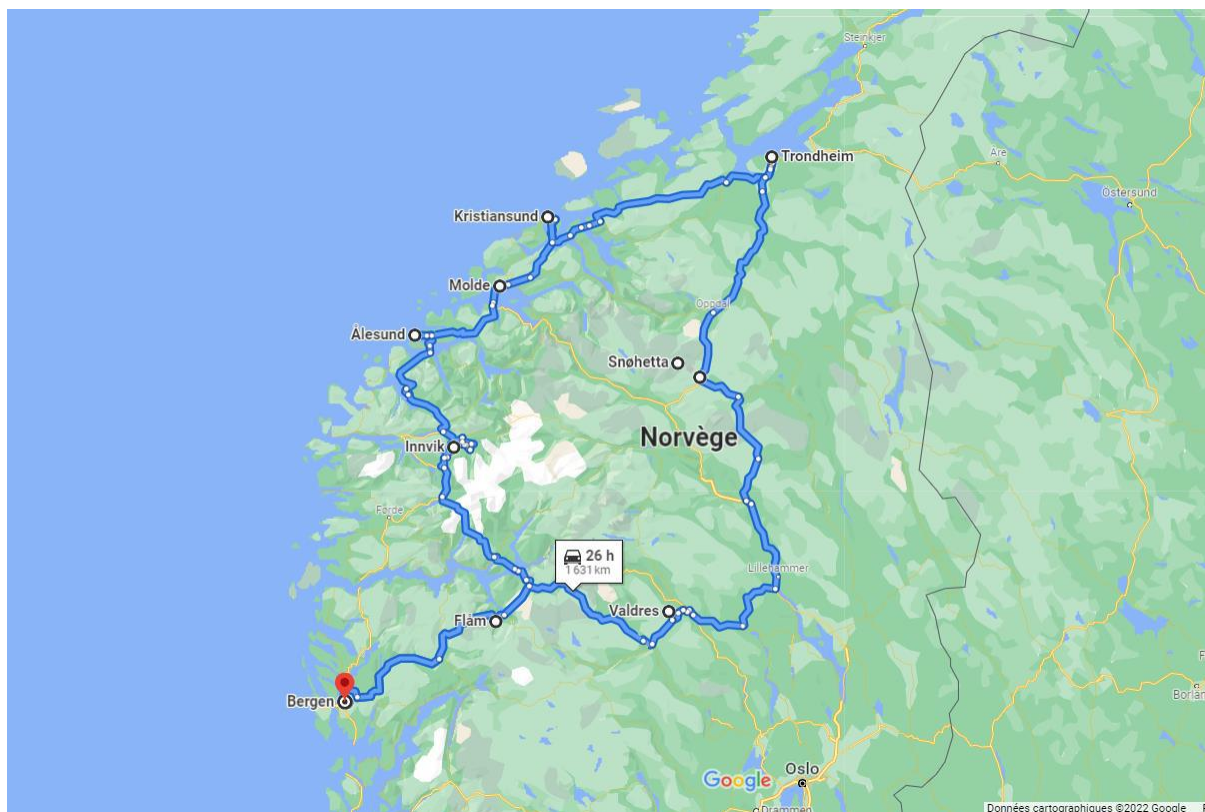 Steinkjer
Trondheim
Åre
Östersund
Kristiansund
Molde
Oppdal
Ålesund
Snøhetta
Norvège
Innvik
Førde
26 h
1 631 km
Lillehammer
Valdres
Flåm
Bergen
Oslo
Google
Drammen
Données cartographiques ©2022 Google